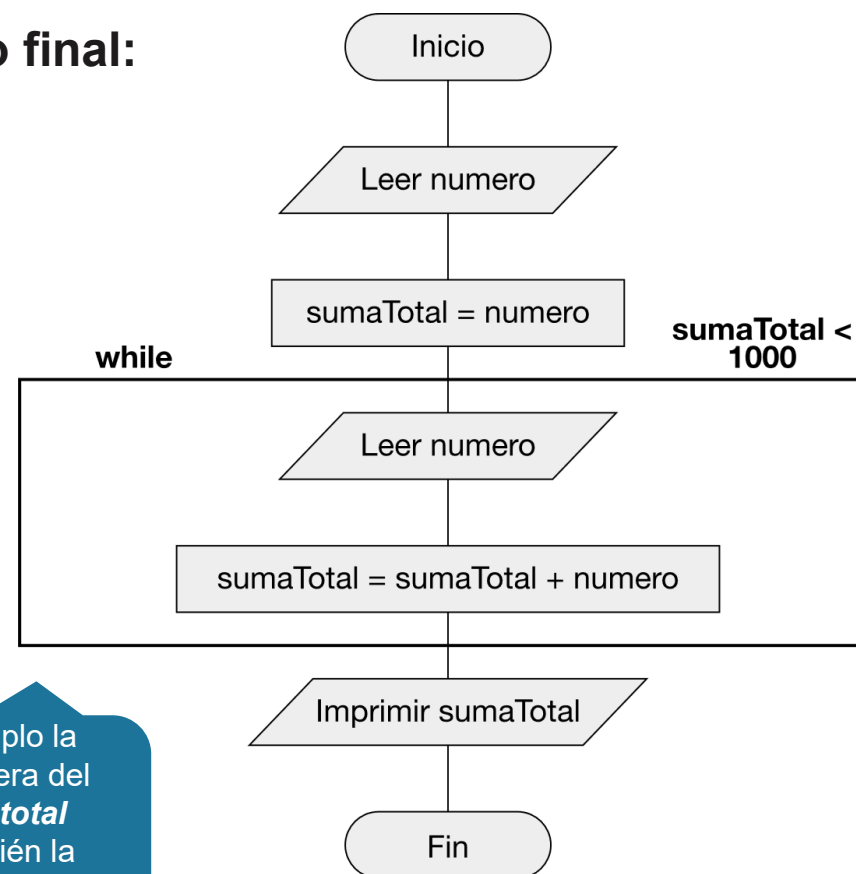 o final:
Inicio
Leer numero
sumaTotal = numero
while
sumaTotal <
1000
Leer numero
sumaTotal = sumaTotal + numero
Imprimir sumaTotal
Fin
plo la
era del
total
ién la